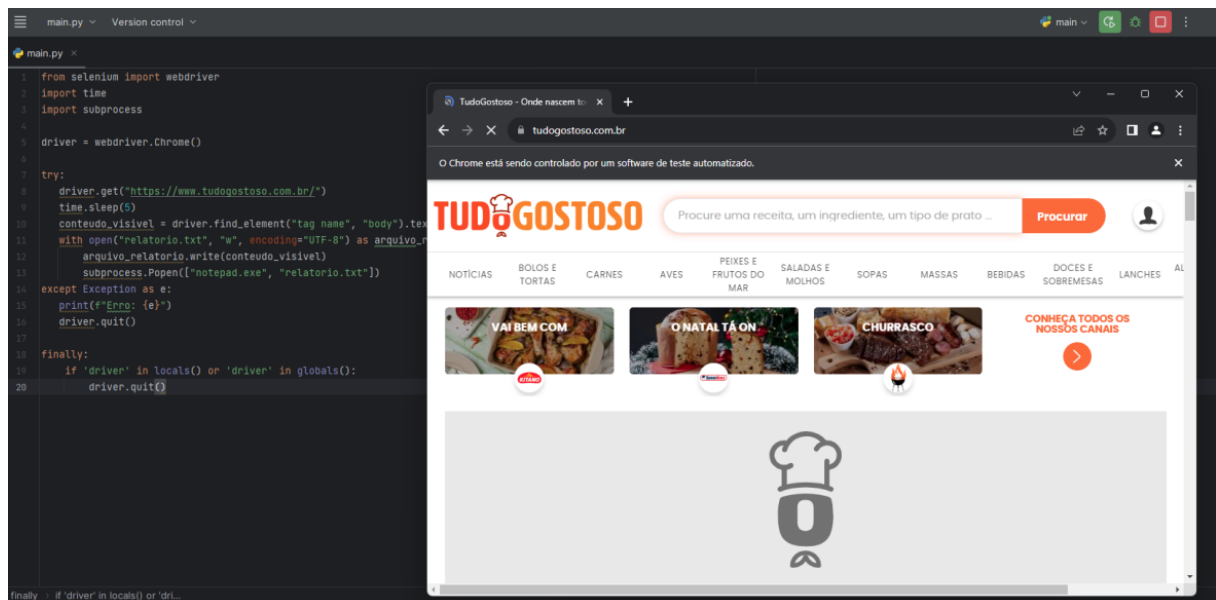 main.py
Version control
main
main.py
1 from selenium import webdriver
2 import time
3 import subprocess
4
5 driver = webdriver.Chrome()
6
7 try:
8 driver.get("https://www.tudogostoso.com.br/")
9 time.sleep(5)
10 conteudo_visivel = driver.find_element("tag name", "body").tex
11 with open("relatorio.txt", "w", encoding="UTF-8") as arquivo_r
12 arquivo_relatorio.write(conteudo_visivel)
13 subprocess.Popen(["notepad.exe", "relatorio.txt"])
14 except Exception as e:
15 print(f"Erro: {e}")
16 driver.quit()
17
18 finally:
19 if 'driver' in locals() or 'driver' in globals():
20 driver.quit()
finally > if 'driver' in locals() or 'dri...
TudoGostoso - Onde nascem to
tudogostoso.com.br
O Chrome está sendo controlado por um software de teste automatizado.
TUDOGOSTOSO
Procure uma receita, um ingrediente, um tipo de prato ...
Procurar
NOTÍCIAS
BOLOS E
TORTAS
CARNES
AVES
PEIXES E
FRUTOS DO
MAR
SALADAS E
MOLHOS
SOPAS
MASSAS
BEBIDAS
DOCES E
SOBREMESAS
LANCHES
AL
VAI BEM COM
KITANO
O NATAL TÁ ON
CHURRASCO
CONHEÇA TODOS OS
NOSSOS CANAIS